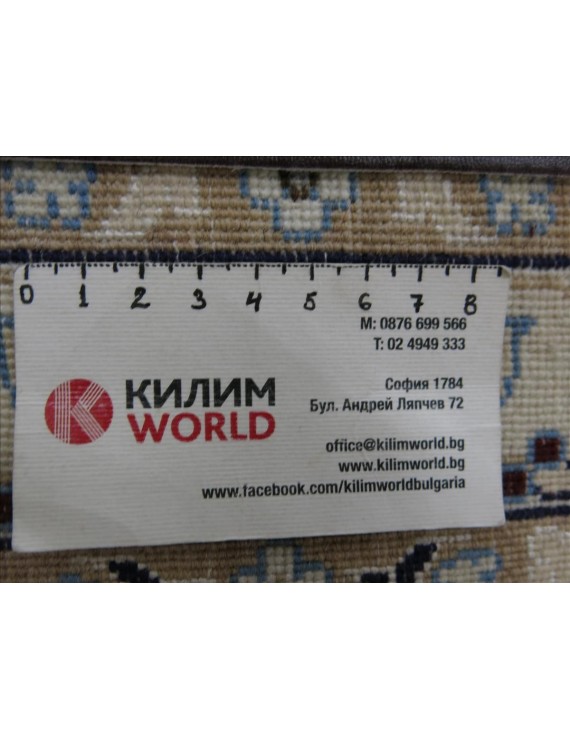 0 1 2 3 4 5 6 7 8
M: 0876 699 566
T: 02 4949 333
КИЛИМ
WORLD
София 1784
Бул. Андрей Ляпчев 72
office@kilimworld.bg
www.kilimworld.bg
www.facebook.com/kilimworldbulgaria